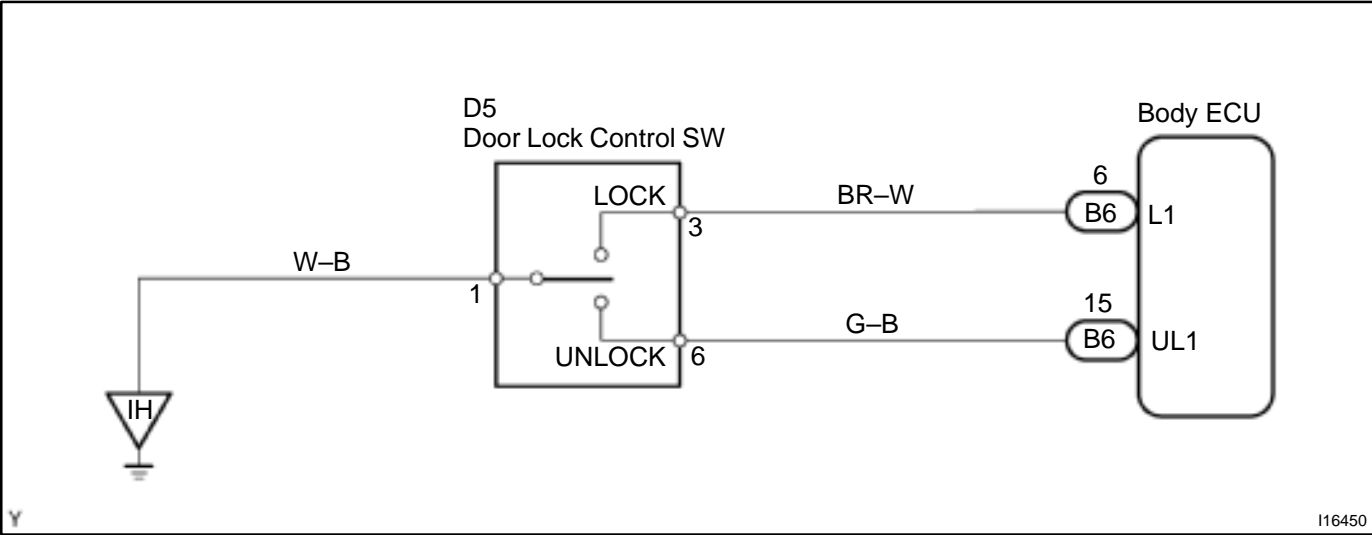 D5
Door Lock Control SW
Body ECU
LOCK
3
BR–W
6
B6
L1
W–B
1
UNLOCK
6
G–B
15
B6
UL1
IH
Y
I16450